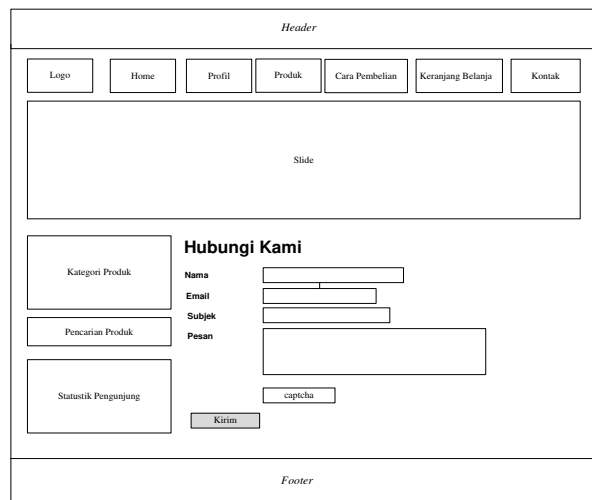 Header
Logo
Home
Profil
Produk
Cara Pembelian
Keranjang Belanja
Kontak
Slide
Kategori Produk
Pencarian Produk
Statustik Pengunjung
Hubungi Kami
Nama
Email
Subjek
Pesan
captcha
Kirim
Footer